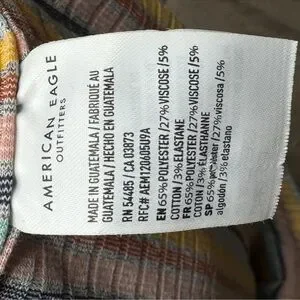 AMERICAN EAGLE
OUTFITTERS
MADE IN GUATEMALA / FABRIQUÉ AU
GUATEMALA / HECHO EN GUATEMALA
RN 54485 / CA 03873
RFC# AEM120605U9A
EN 65% POLYESTER / 27% VISCOSE / 5%
COTTON / 3% ELASTANE
FR 65% POLYESTER / 27% VISCOSE / 5%
COTON / 3% ÉLASTHANNE
SP 65% poliéster / 27% viscosa / 5%
algodón / 3% elastano